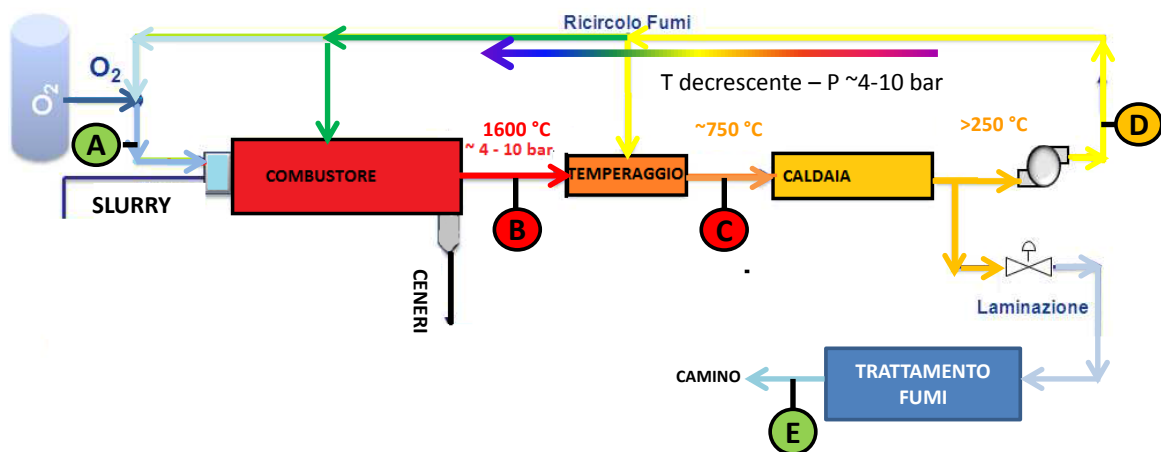 Ricircolo Fumi
O2
O2
T decrescente – P ~4-10 bar
A
1600 °C
~ 4 - 10 bar
~750 °C
>250 °C
D
COMBUSTORE
TEMPERAGGIO
CALDAIA
SLURRY
B
C
CENERI
Laminazione
CAMINO
TRATTAMENTO
FUMI
E